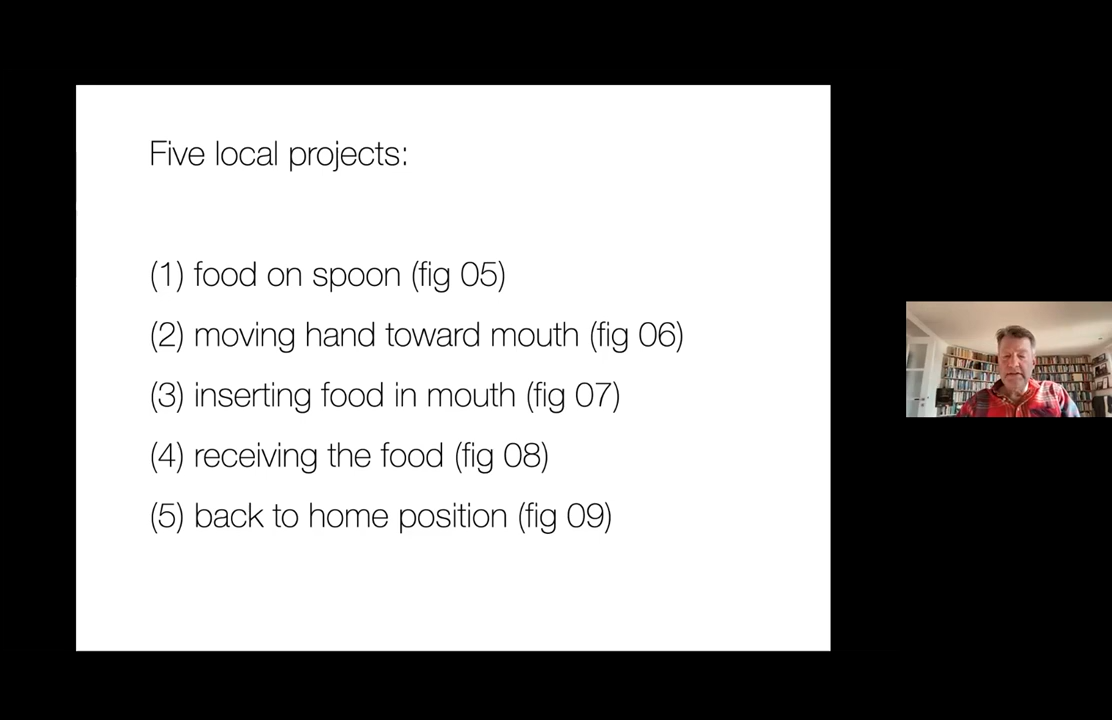 Five local projects:
(1) food on spoon (fig 05)
(2) moving hand toward mouth (fig 06)
(3) inserting food in mouth (fig 07)
(4) receiving the food (fig 08)
(5) back to home position (fig 09)